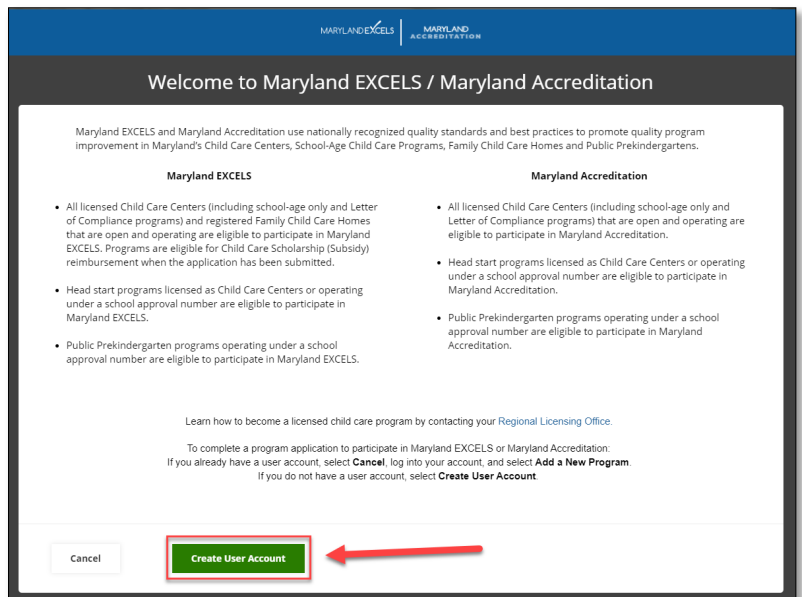 MARYLAND EXCELS
MARYLAND
ACCREDITATION
Welcome to Maryland EXCELS / Maryland Accreditation
Maryland EXCELS and Maryland Accreditation use nationally recognized quality standards and best practices to promote quality program
improvement in Maryland's Child Care Centers, School-Age Child Care Programs, Family Child Care Homes and Public Prekindergartens.
Maryland EXCELS
• All licensed Child Care Centers (including school-age only and Letter
of Compliance programs) and registered Family Child Care Homes
that are open and operating are eligible to participate in Maryland
EXCELS. Programs are eligible for Child Care Scholarship (Subsidy)
reimbursement when the application has been submitted.
• Head start programs licensed as Child Care Centers or operating
under a school approval number are eligible to participate in
Maryland EXCELS.
• Public Prekindergarten programs operating under a school
approval number are eligible to participate in Maryland EXCELS.
Maryland Accreditation
• All licensed Child Care Centers (including school-age only and
Letter of Compliance programs) that are open and operating are
eligible to participate in Maryland Accreditation.
• Head start programs licensed as Child Care Centers or operating
under a school approval number are eligible to participate in
Maryland Accreditation.
• Public Prekindergarten programs operating under a school
approval number are eligible to participate in Maryland
Accreditation.
Learn how to become a licensed child care program by contacting your Regional Licensing Office.
To complete a program application to participate in Maryland EXCELS or Maryland Accreditation:
If you already have a user account, select Cancel, log into your account, and select Add a New Program.
If you do not have a user account, select Create User Account.
Cancel
Create User Account